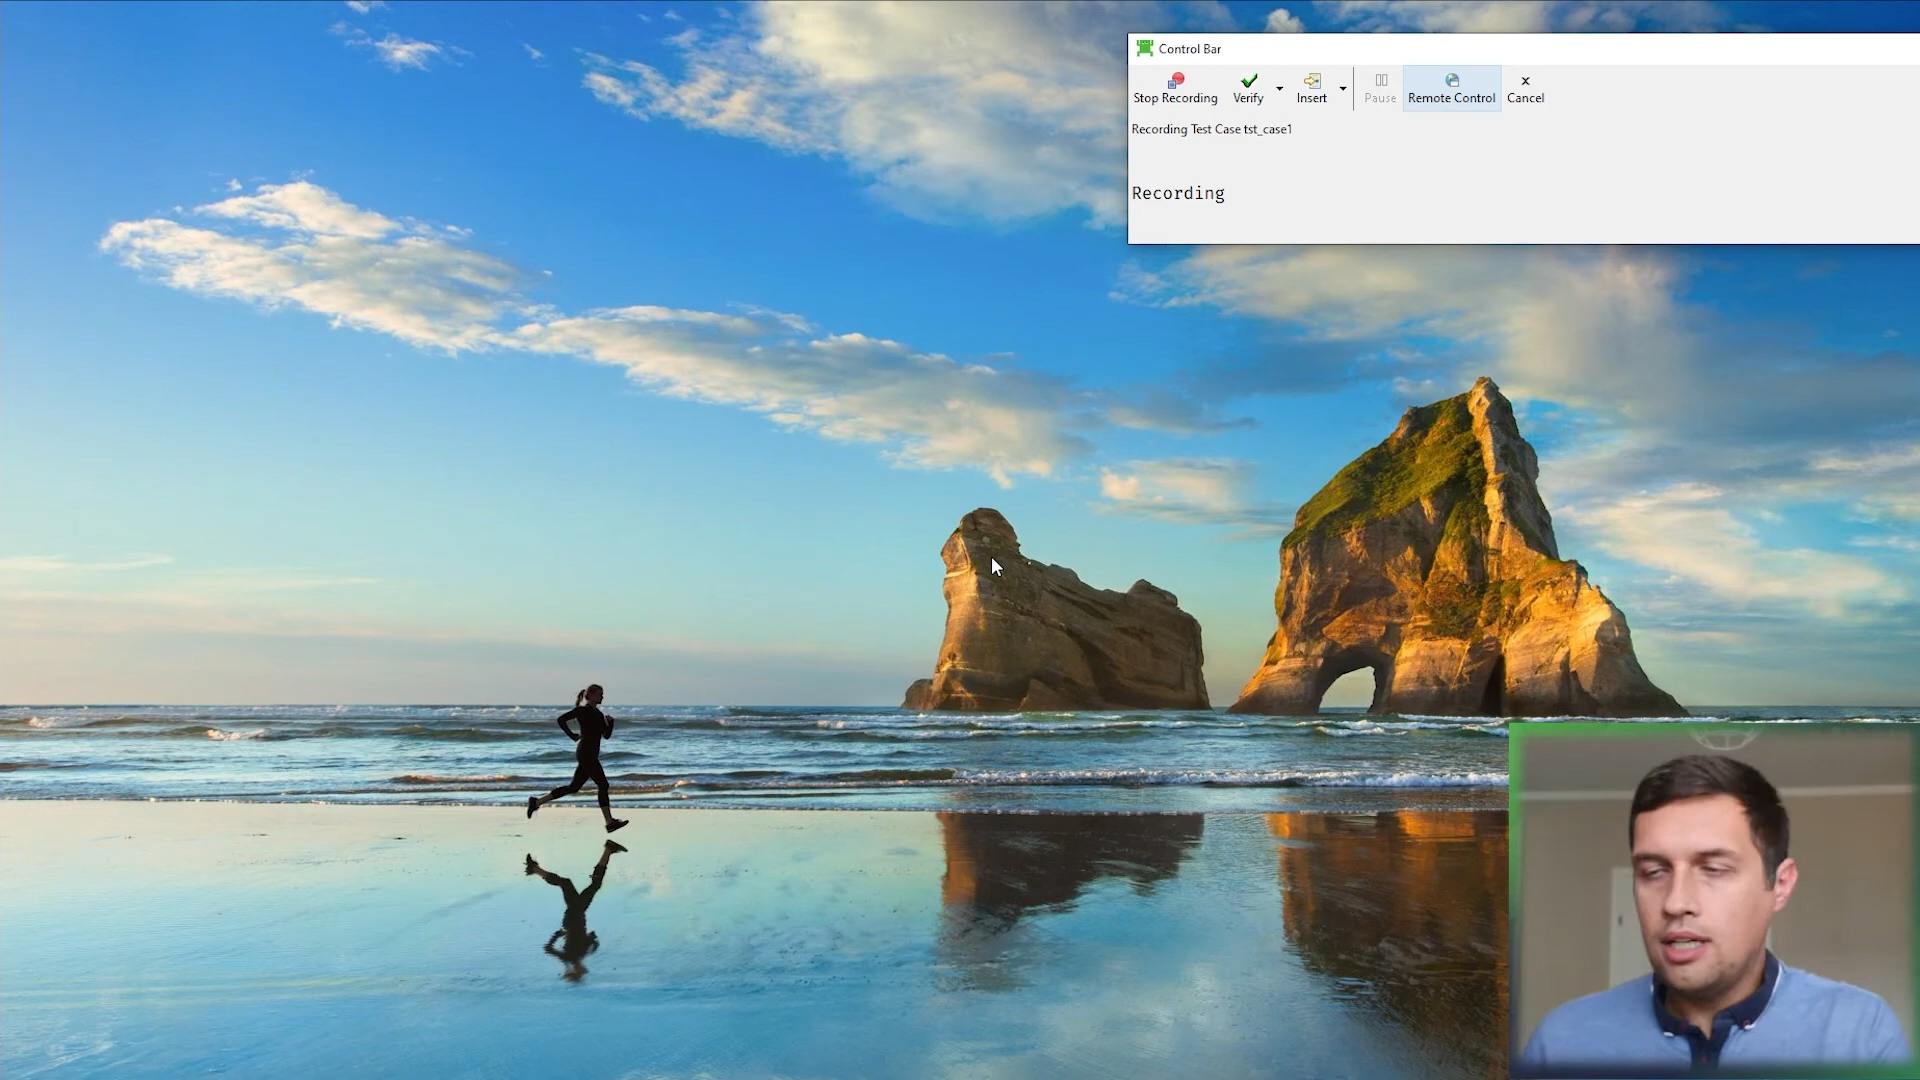 Control Bar
Stop Recording Verify Insert Pause Remote Control Cancel
Recording Test Case tst_case1
Recording